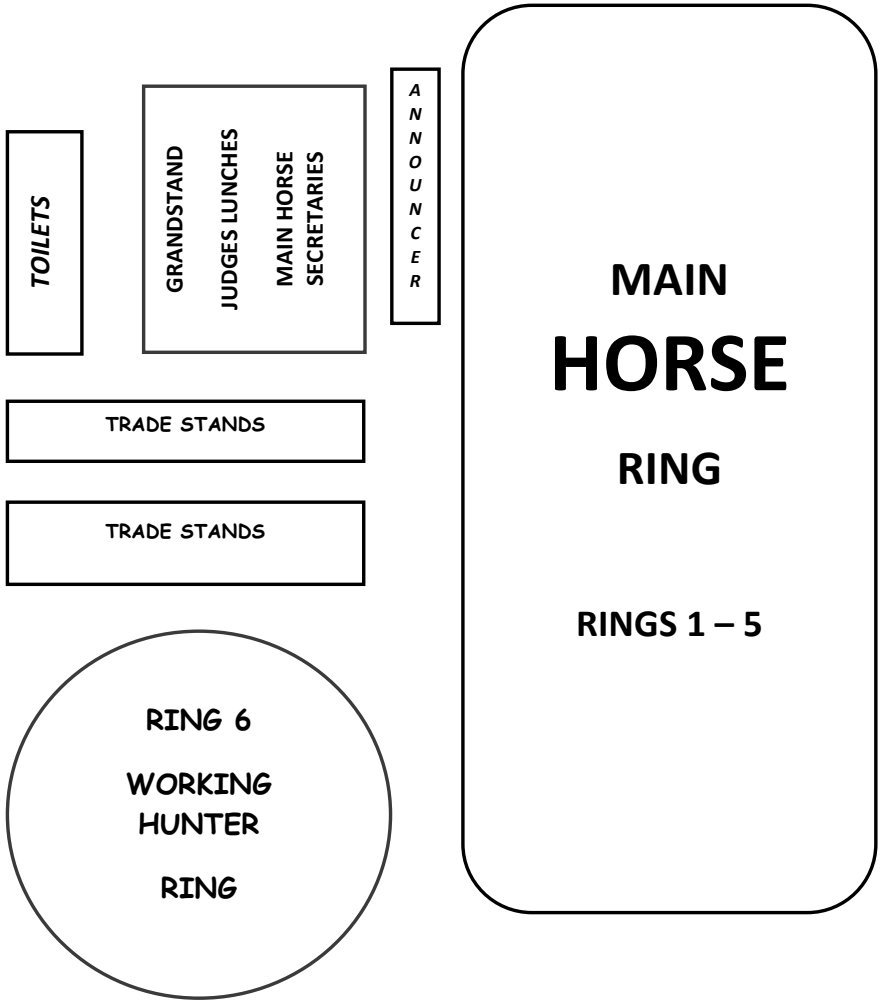 TOILETS
GRANDSTAND
JUDGES LUNCHES
MAIN HORSE
SECRETARIES
ANNOUNCER
TRADE STANDS
TRADE STANDS
RING 6
WORKING
HUNTER
RING
MAIN
HORSE
RING
RINGS 1 – 5